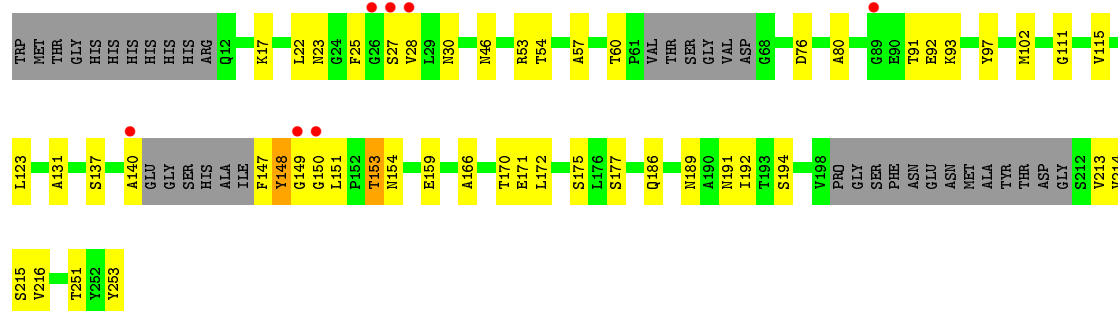 TRP MET THR GLY HIS HIS HIS HIS HIS HIS ARG Q12 K17 L22 N23 G24 F25 G26 S27 V28 L29 N30 N46 R53 T54 A57 T60 P61 VAL THR SER GLY VAL ASP G68 D76 A80 G89 E90 T91 E92 K93 Y97 M102 G111 V115
L123 A131 S137 A140 GLU GLY SER HIS ALA ILE F147 Y148 G149 G150 L151 P152 T153 N154 E159 A166 T170 E171 L172 S175 L176 S177 Q186 N189 A190 N191 I192 T193 S194 V198 PRO GLY SER PHE ASN GLU ASN MET ALA TYR THR ASP GLY S212 V213 V214
S215 V216 T251 Y252 Y253